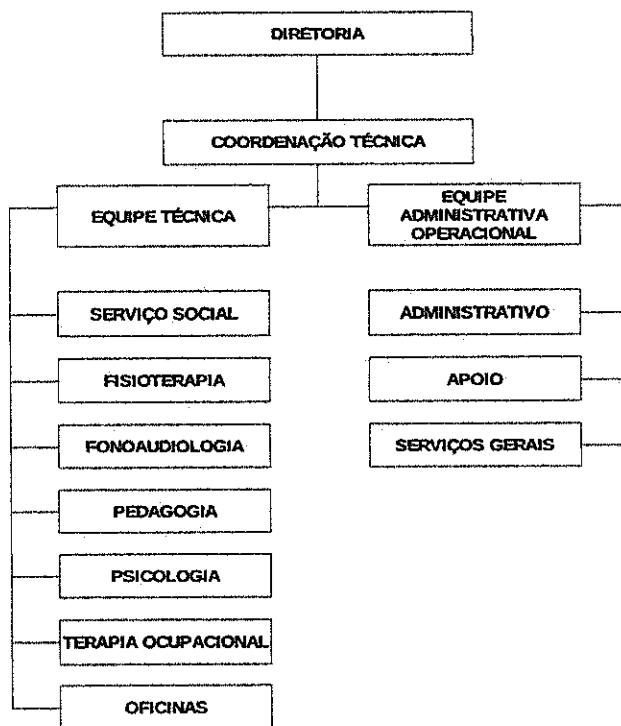 DIRETORIA
COORDENAÇÃO TÉCNICA
EQUIPE TÉCNICA
EQUIPE
ADMINISTRATIVA
OPERACIONAL
SERVIÇO SOCIAL
ADMINISTRATIVO
FISIOTERAPIA
APOIO
FONOAUDIOLOGIA
SERVIÇOS GERAIS
PEDAGOGIA
PSICOLOGIA
TERAPIA OCUPACIONAL
OFICINAS